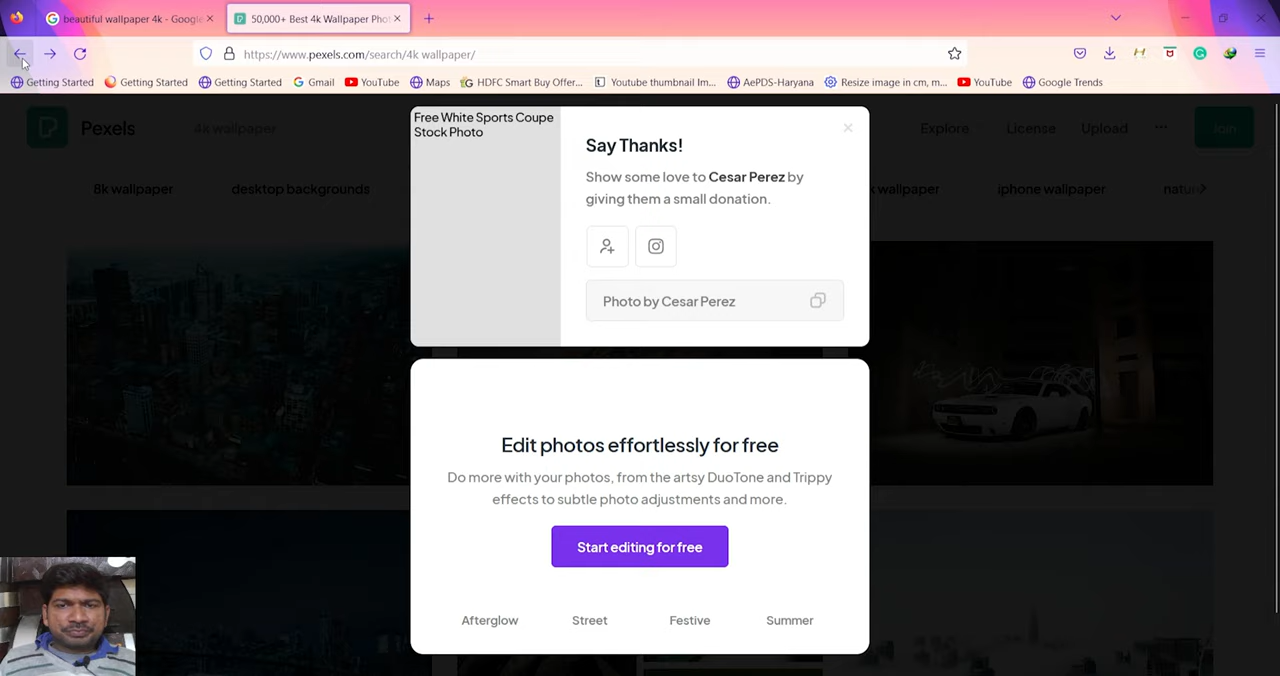 beautiful wallpaper 4k - Google
50,000+ Best 4k Wallpaper Phot
https://www.pexels.com/search/4k wallpaper/
Getting Started
Getting Started
Getting Started
Gmail
YouTube
Maps
HDFC Smart Buy Offer...
Youtube thumbnail Im...
AePDS-Haryana
Resize image in cm, m...
YouTube
Google Trends
Pexels
4k wallpaper
Explore
License
Upload
Join
8k wallpaper
desktop backgrounds
wallpaper
iphone wallpaper
Free White Sports Coupe
Stock Photo
Say Thanks!
Show some love to Cesar Perez by
giving them a small donation.
Photo by Cesar Perez
Edit photos effortlessly for free
Do more with your photos, from the artsy DuoTone and Trippy
effects to subtle photo adjustments and more.
Start editing for free
Afterglow
Street
Festive
Summer